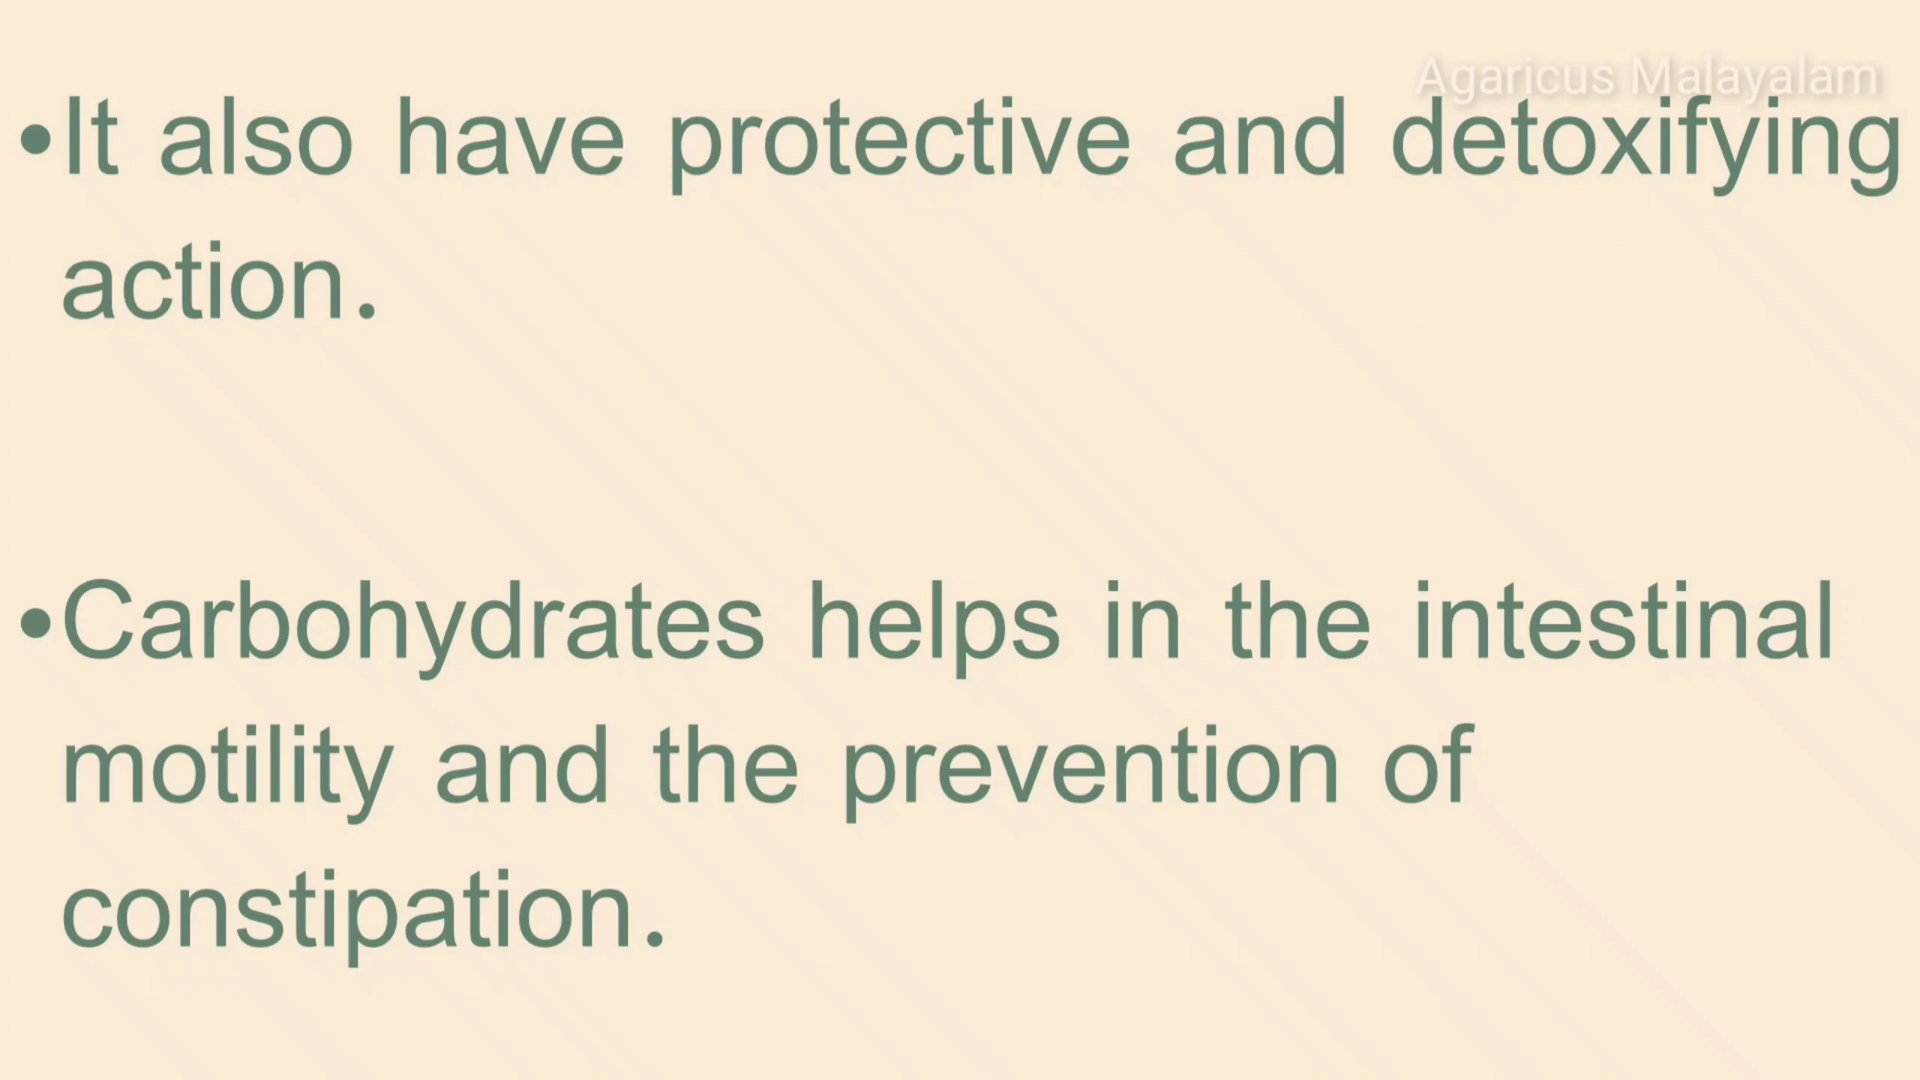 Agaricus Malayalam
•It also have protective and detoxifying
action.
•Carbohydrates helps in the intestinal
motility and the prevention of
constipation.